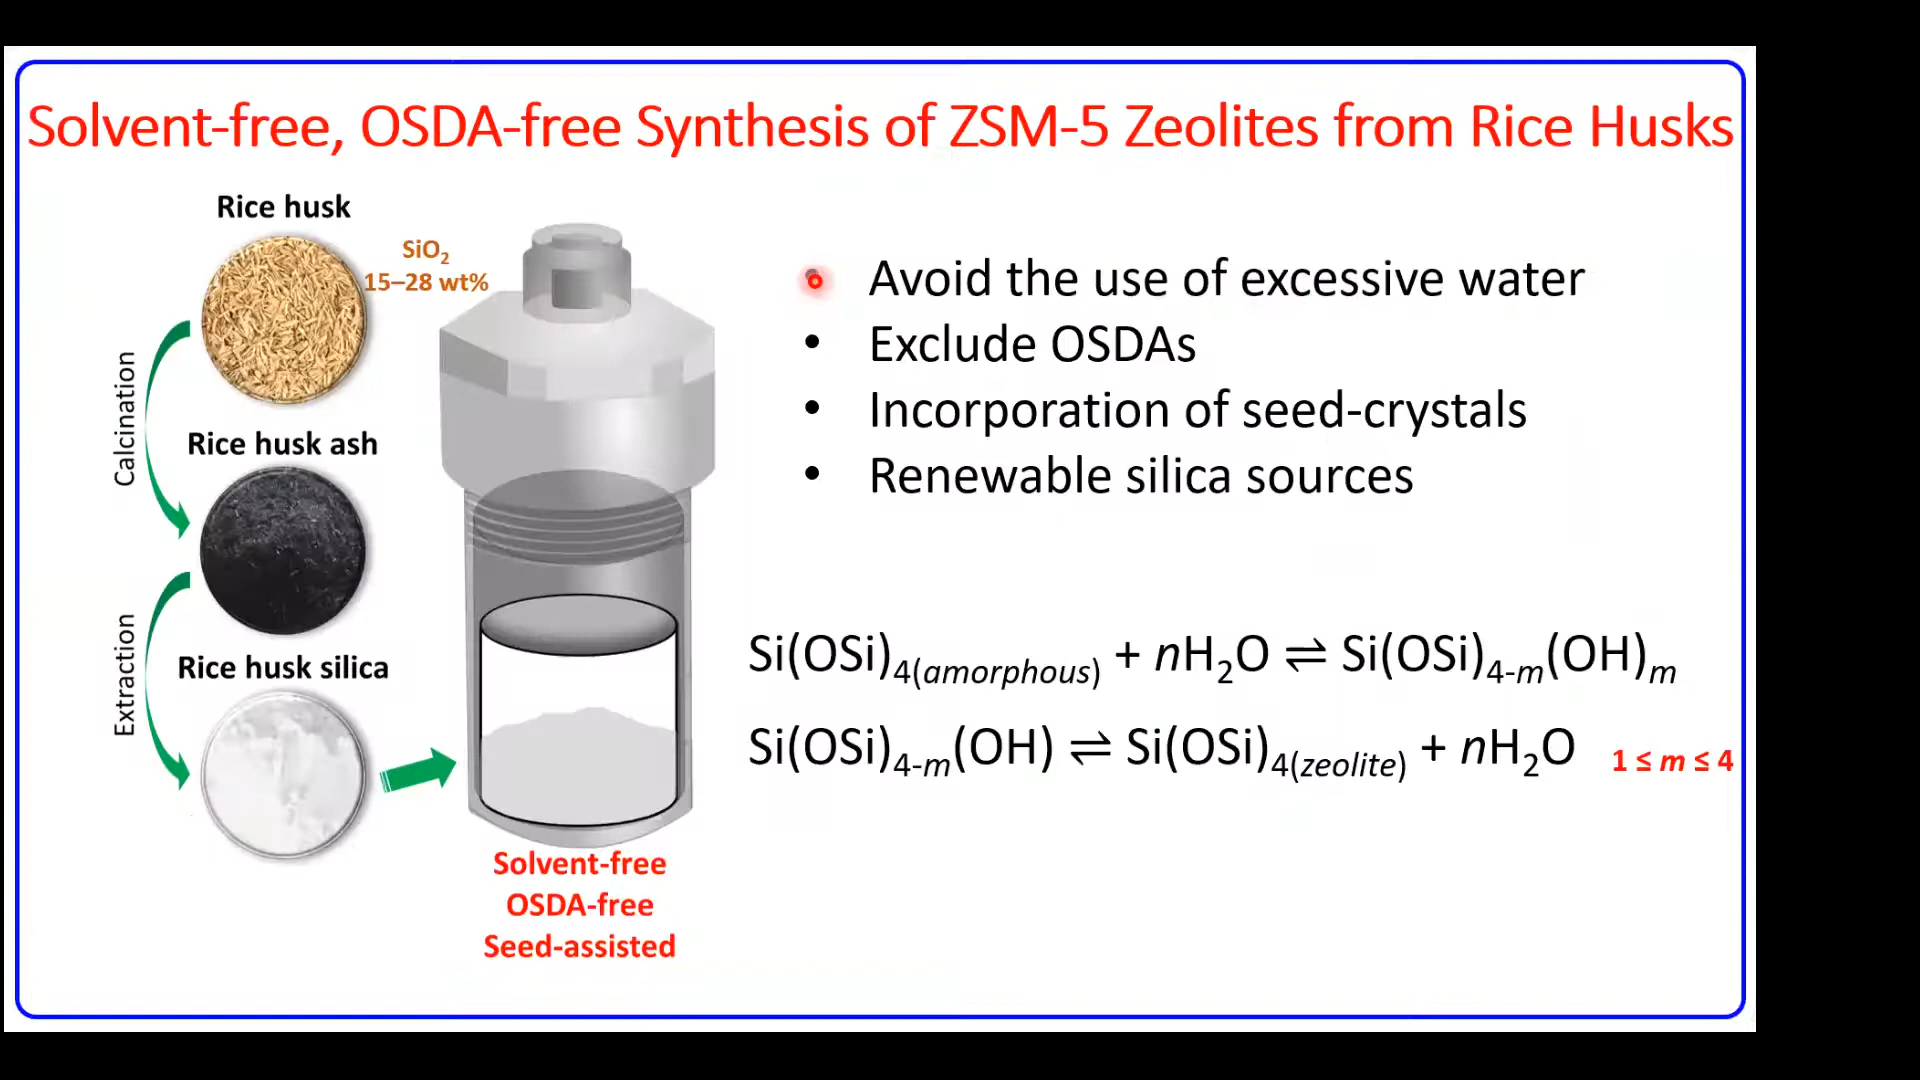 Solvent-free, OSDA-free Synthesis of ZSM-5 Zeolites from Rice Husks
Rice husk
SiO₂
15–28 wt%
Calcination
Rice husk ash
Extraction
Rice husk silica
Solvent-free
OSDA-free
Seed-assisted
Avoid the use of excessive water
• Exclude OSDAs
• Incorporation of seed-crystals
• Renewable silica sources
Si(OSi)₄₍amorphous₎ + nH₂O ⇌ Si(OSi)₄₋m(OH)m
Si(OSi)₄₋m(OH) ⇌ Si(OSi)₄₍zeolite₎ + nH₂O 1 ≤ m ≤ 4